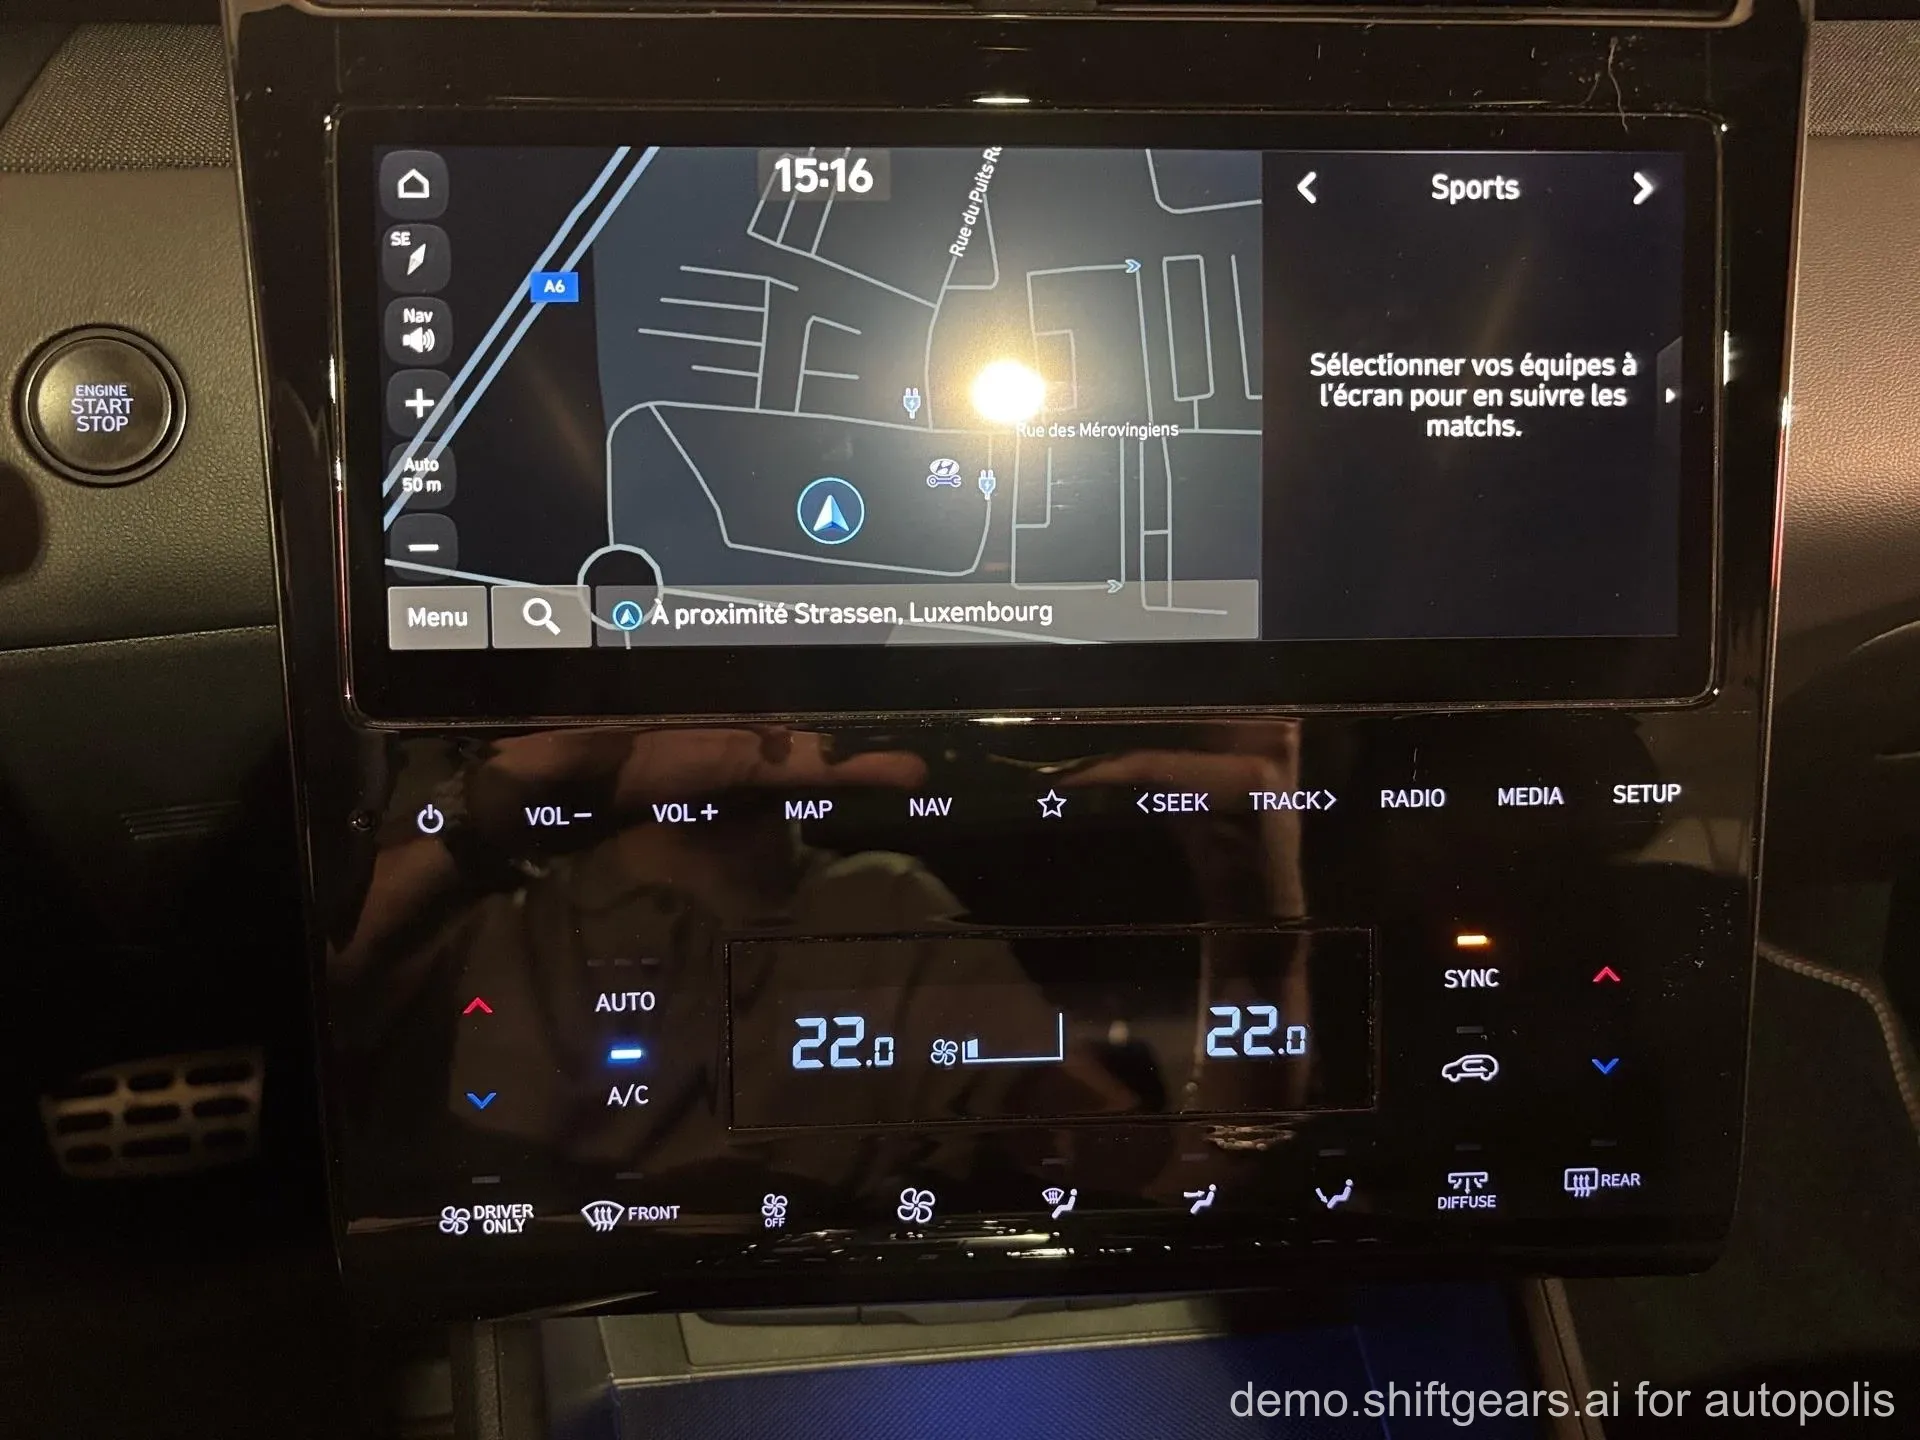 15:16
SE
Nav
Auto
50 m
A6
Rue du Puits
Rue des Mérovingiens
Menu
À proximité Strassen, Luxembourg
Sports
Sélectionner vos équipes à
l'écran pour en suivre les
matchs.
ENGINE
START
STOP
VOL− VOL+ MAP NAV <SEEK TRACK> RADIO MEDIA SETUP
AUTO
A/C
22.0 22.0
SYNC
DRIVER
ONLY
FRONT
OFF
DIFFUSE
REAR
demo.shiftgears.ai for autopolis